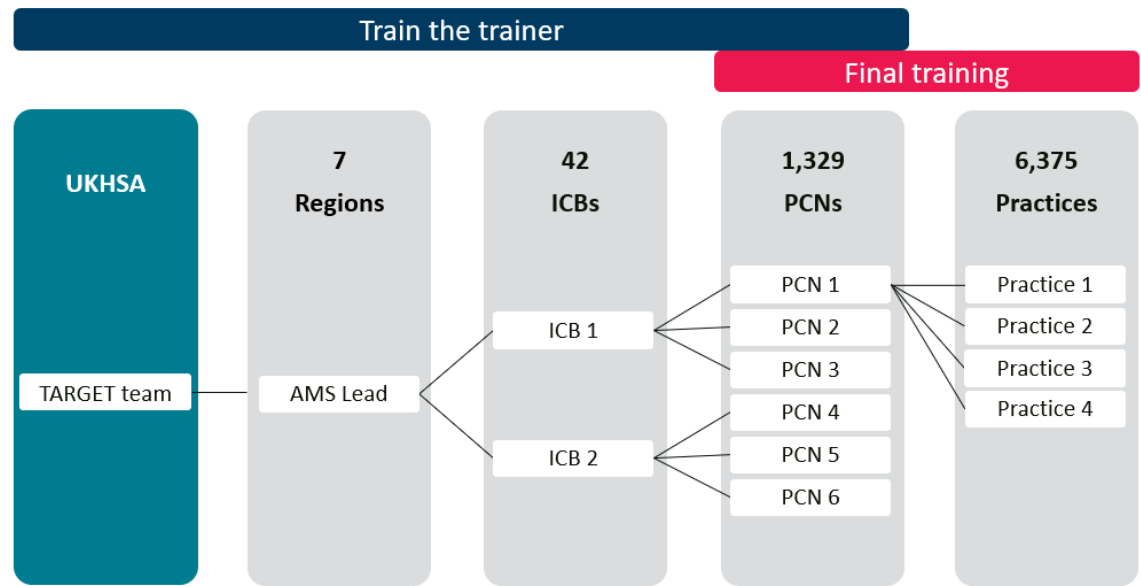 Train the trainer
Final training
UKHSA
TARGET team
7
Regions
AMS Lead
42
ICBs
ICB 1
ICB 2
1,329
PCNs
PCN 1
PCN 2
PCN 3
PCN 4
PCN 5
PCN 6
6,375
Practices
Practice 1
Practice 2
Practice 3
Practice 4